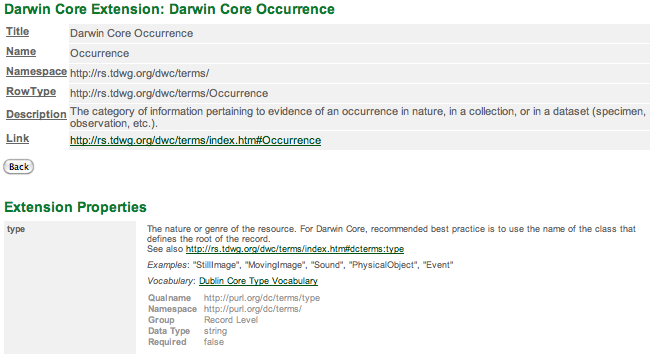 Darwin Core Extension: Darwin Core Occurrence
Title Darwin Core Occurrence
Name Occurrence
Namespace http://rs.tdwg.org/dwc/terms/
RowType http://rs.tdwg.org/dwc/terms/Occurrence
Description The category of information pertaining to evidence of an occurrence in nature, in a collection, or in a dataset (specimen,
observation, etc.).
Link http://rs.tdwg.org/dwc/terms/index.htm#Occurrence
Back
Extension Properties
type The nature or genre of the resource. For Darwin Core, recommended best practice is to use the name of the class that
defines the root of the record.
See also http://rs.tdwg.org/dwc/terms/index.htm#dcterms:type
Examples: "StillImage", "MovingImage", "Sound", "PhysicalObject", "Event"
Vocabulary: Dublin Core Type Vocabulary
Qualname http://purl.org/dc/terms/type
Namespace http://purl.org/dc/terms/
Group Record Level
Data Type string
Required false